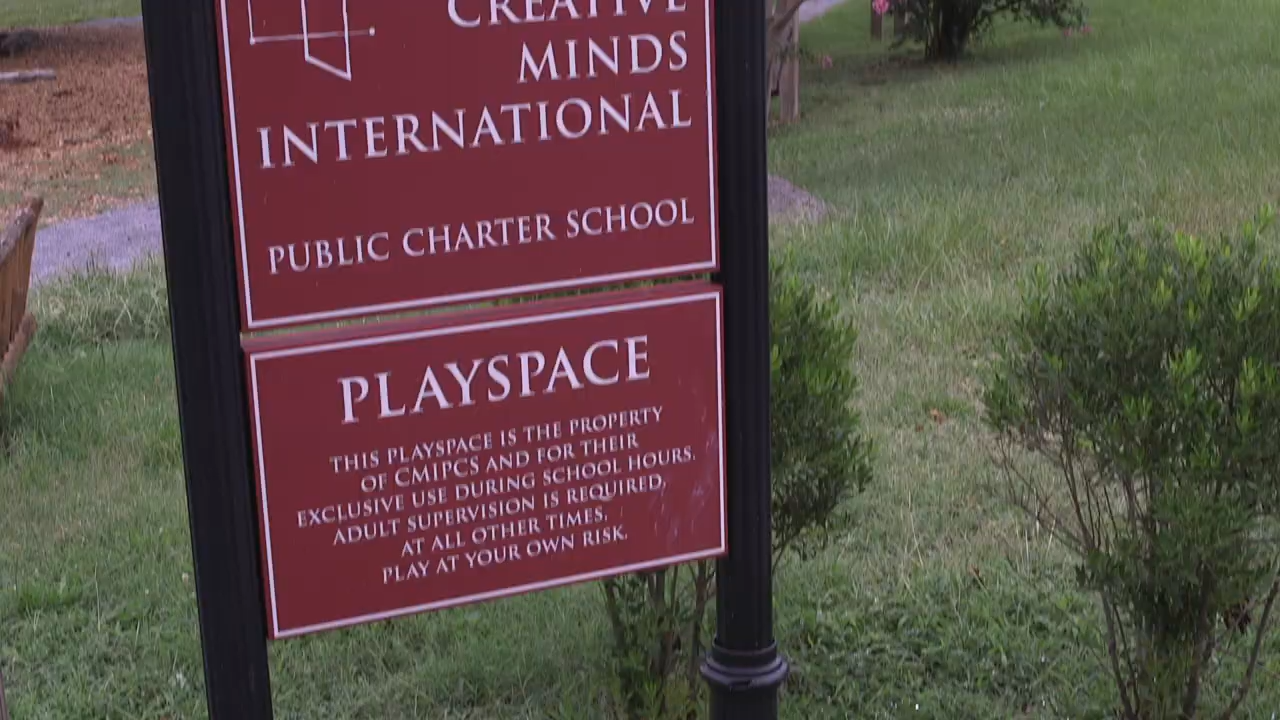 CREATIVE
MINDS
INTERNATIONAL
PUBLIC CHARTER SCHOOL
PLAYSPACE
THIS PLAYSPACE IS THE PROPERTY
OF CMIPCS AND FOR THEIR
EXCLUSIVE USE DURING SCHOOL HOURS.
ADULT SUPERVISION IS REQUIRED,
AT ALL OTHER TIMES,
PLAY AT YOUR OWN RISK.